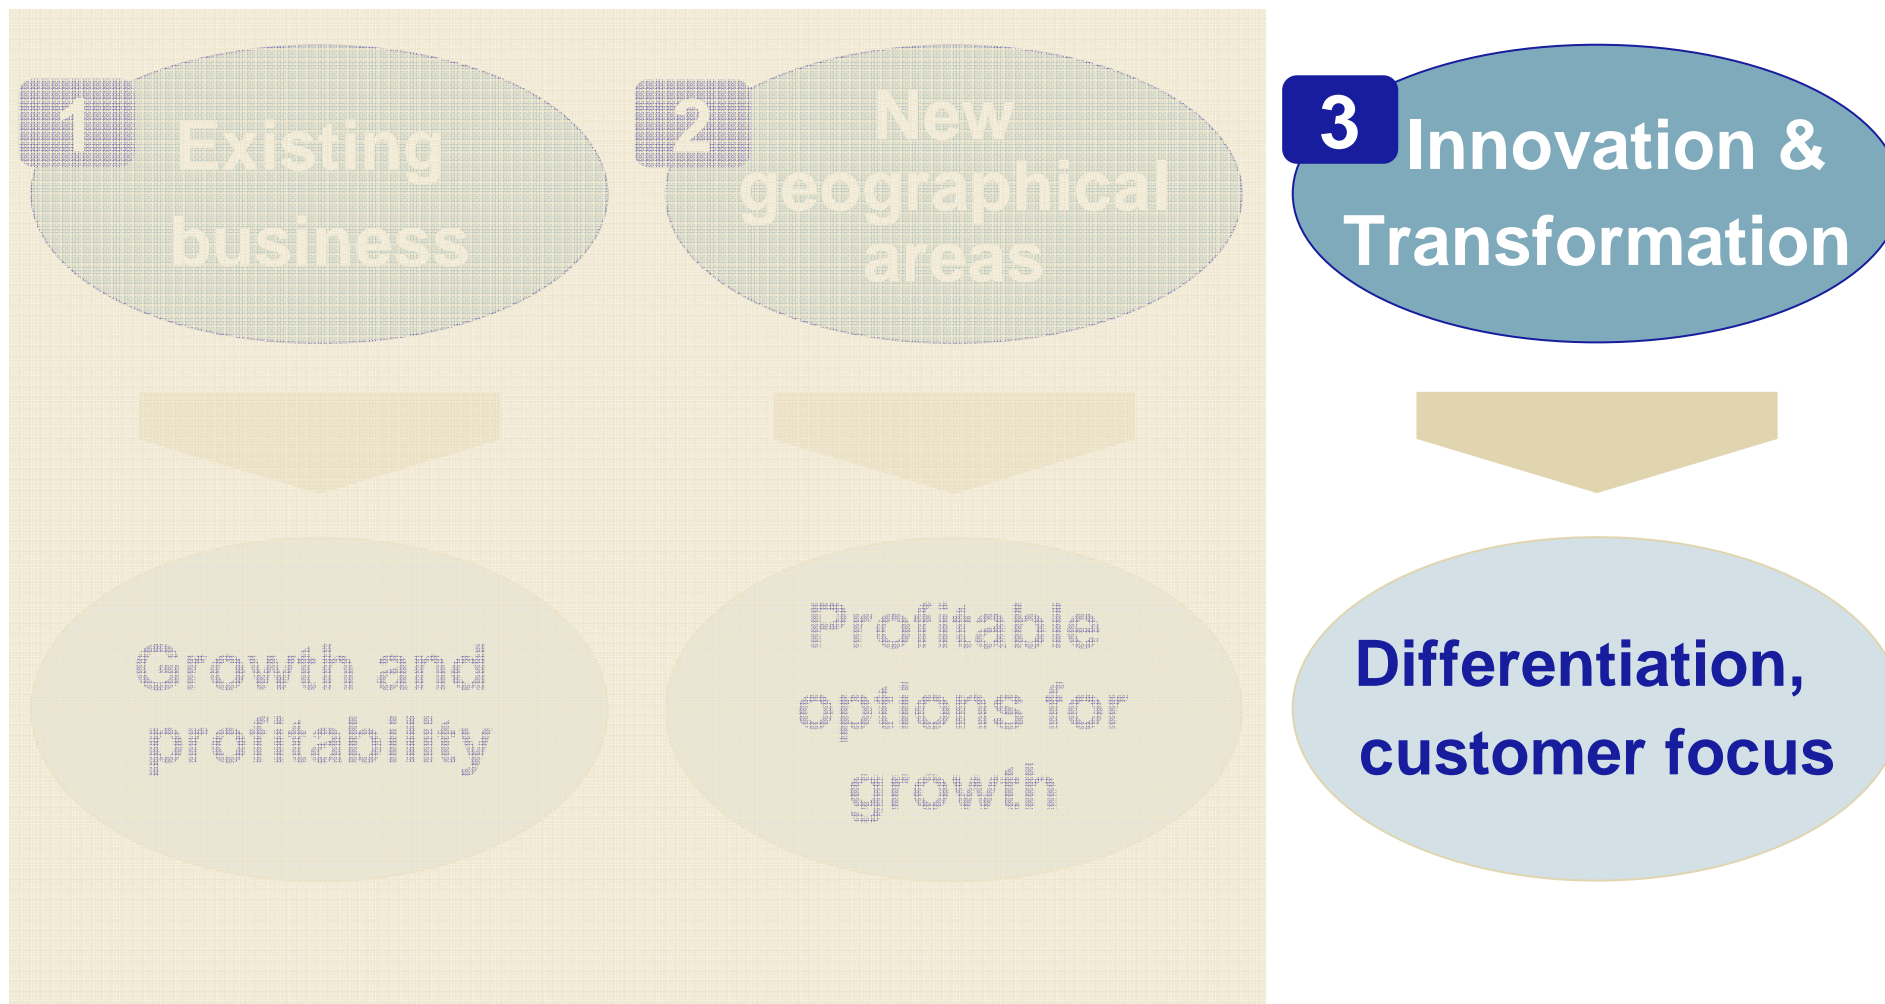 1
Existing
business
Growth and
profitability
2
New
geographical
areas
Profitable
options for
growth
3
Innovation &
Transformation
Differentiation,
customer focus